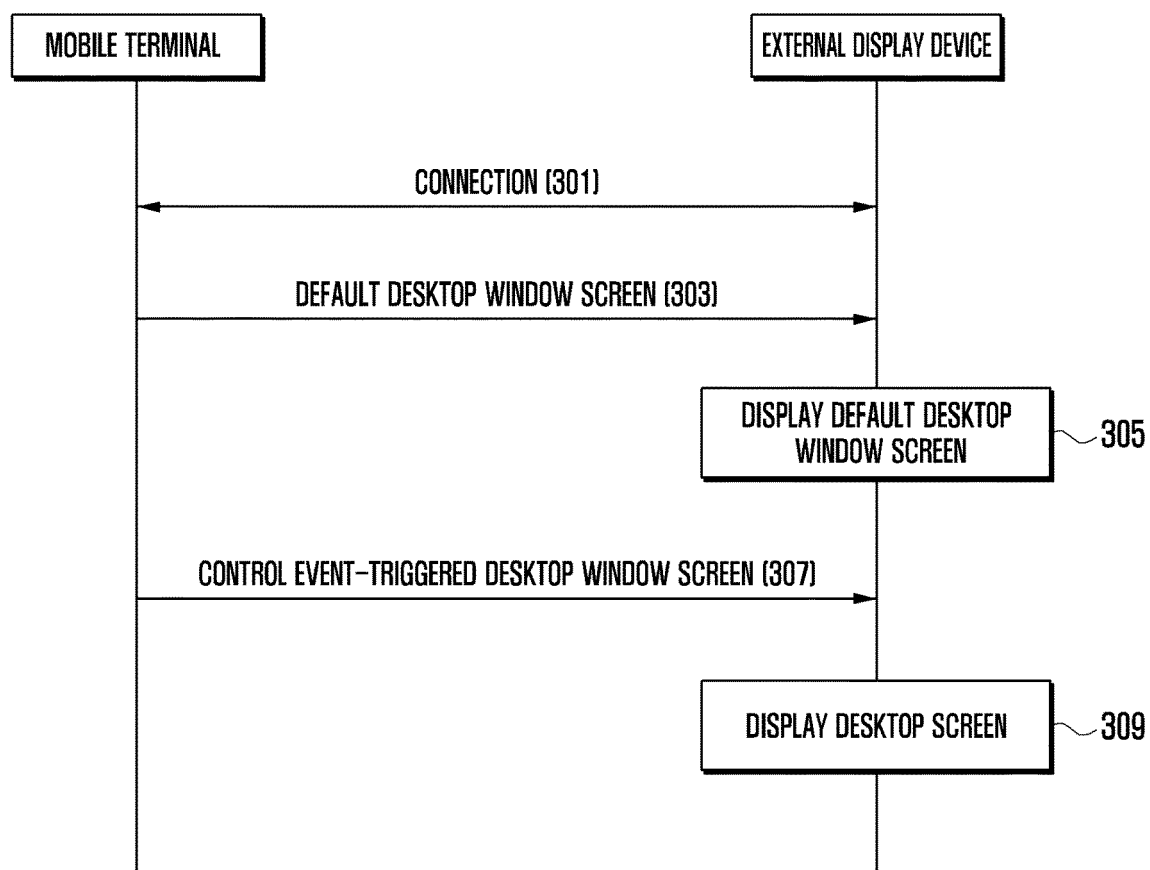 MOBILE TERMINAL
EXTERNAL DISPLAY DEVICE
CONNECTION (301)
DEFAULT DESKTOP WINDOW SCREEN (303)
DISPLAY DEFAULT DESKTOP
WINDOW SCREEN
305
CONTROL EVENT-TRIGGERED DESKTOP WINDOW SCREEN (307)
DISPLAY DESKTOP SCREEN
309